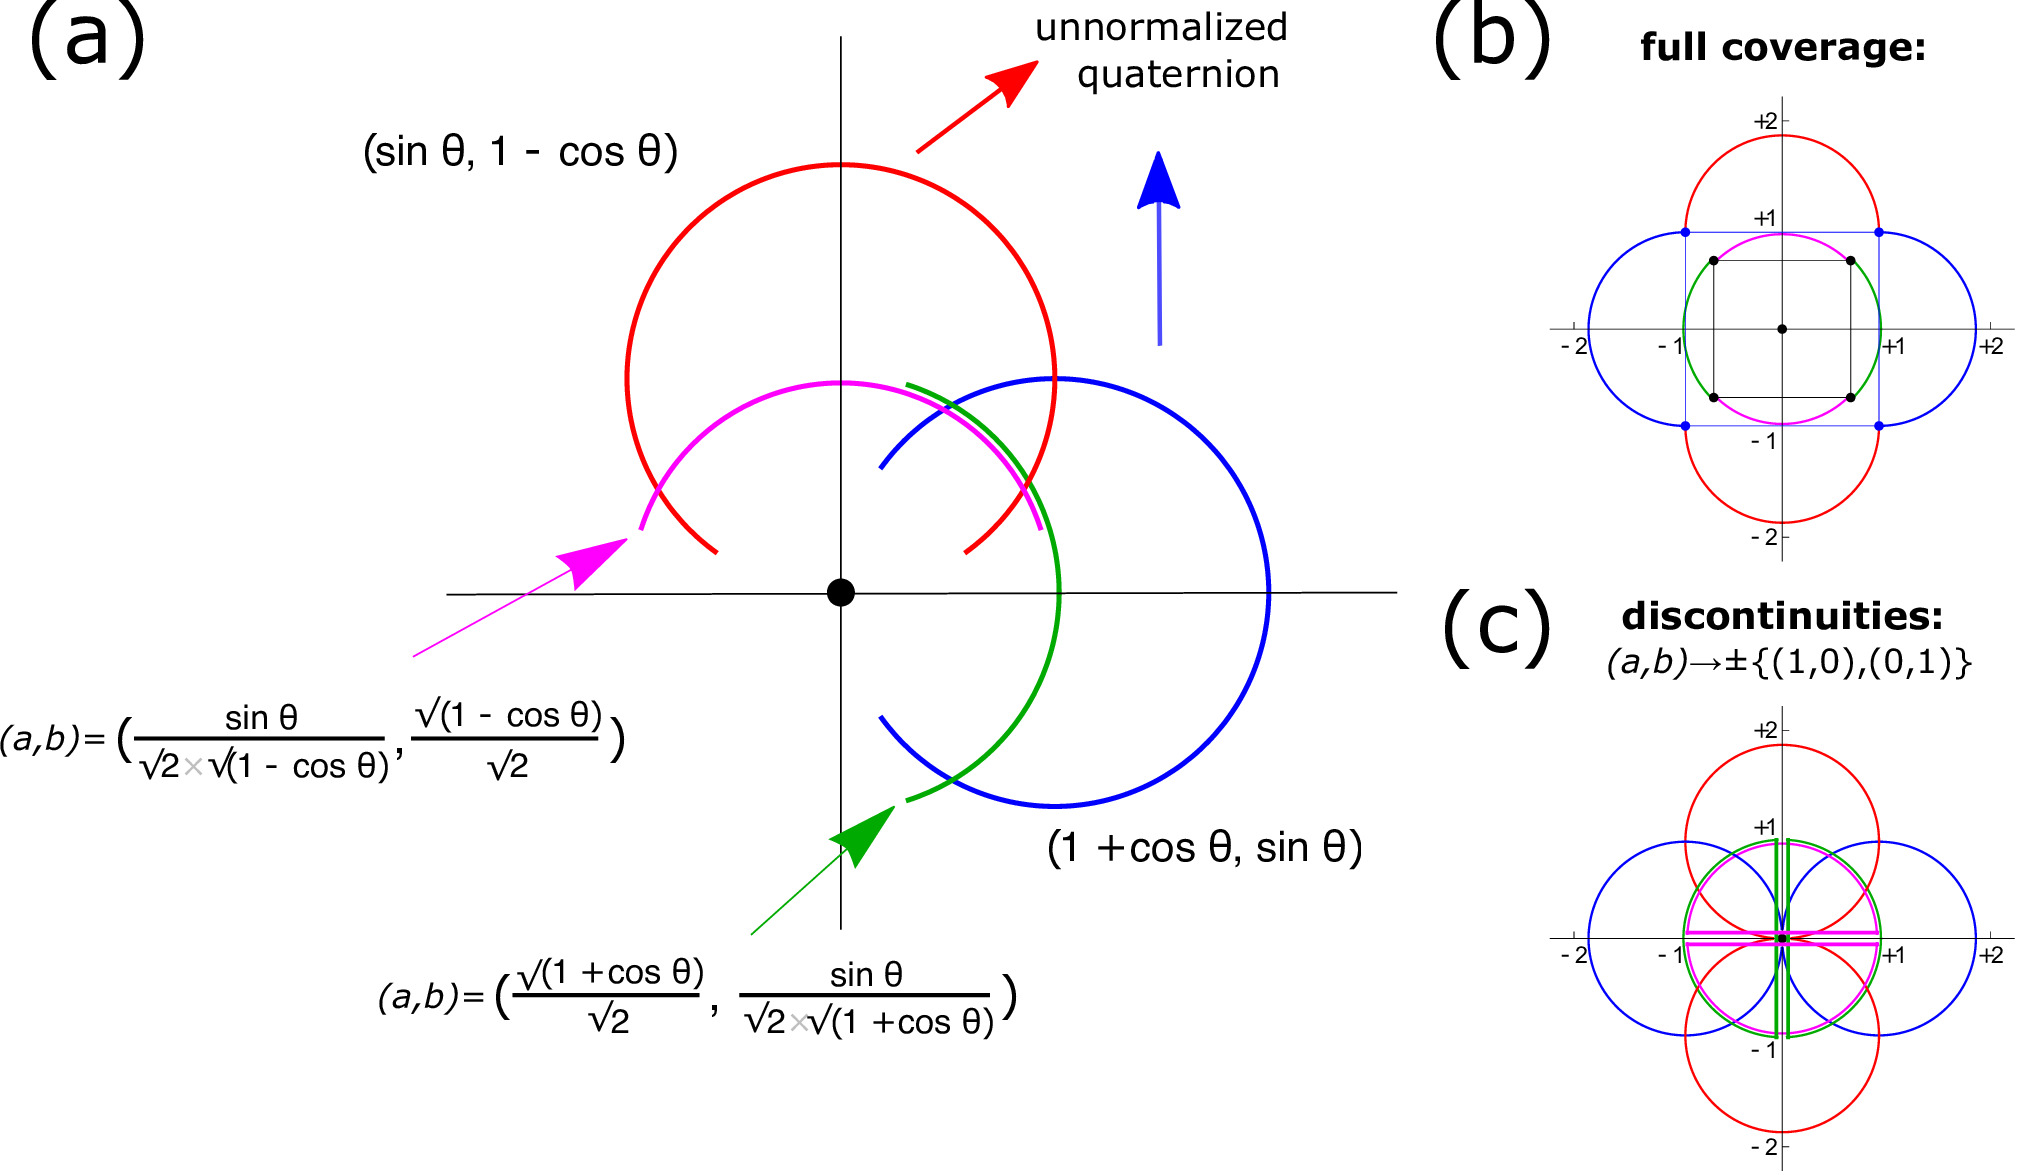 (a)
unnormalized
quaternion
(sin θ, 1 - cos θ)
(a,b)= ( sin θ / √2×√(1 - cos θ) , √(1 - cos θ) / √2 )
(1 +cos θ, sin θ)
(a,b)= ( √(1 +cos θ) / √2 , sin θ / √2×√(1 +cos θ) )
(b)
full coverage:
+2
+1
- 2
- 1
+1
+2
- 1
- 2
(c)
discontinuities:
(a,b)→±{(1,0),(0,1)}
+2
+1
- 2
- 1
+1
+2
- 1
- 2